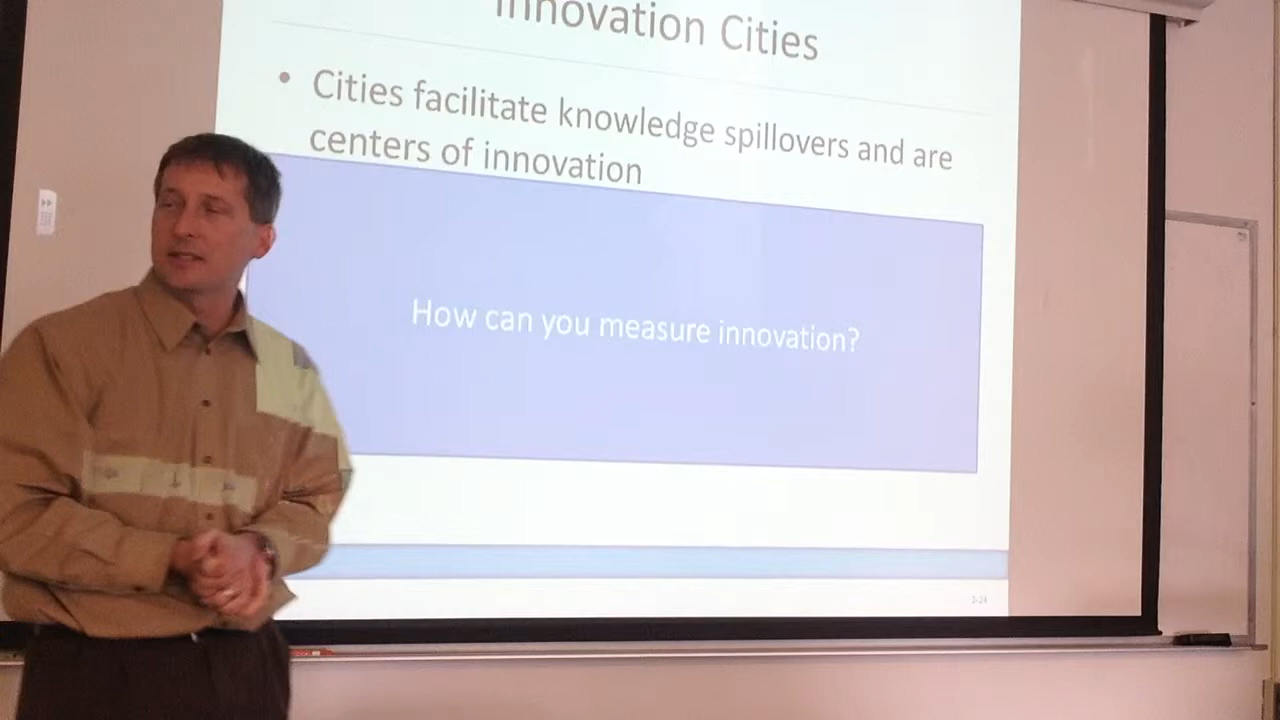 Innovation Cities
• Cities facilitate knowledge spillovers and are
centers of innovation
How can you measure innovation?